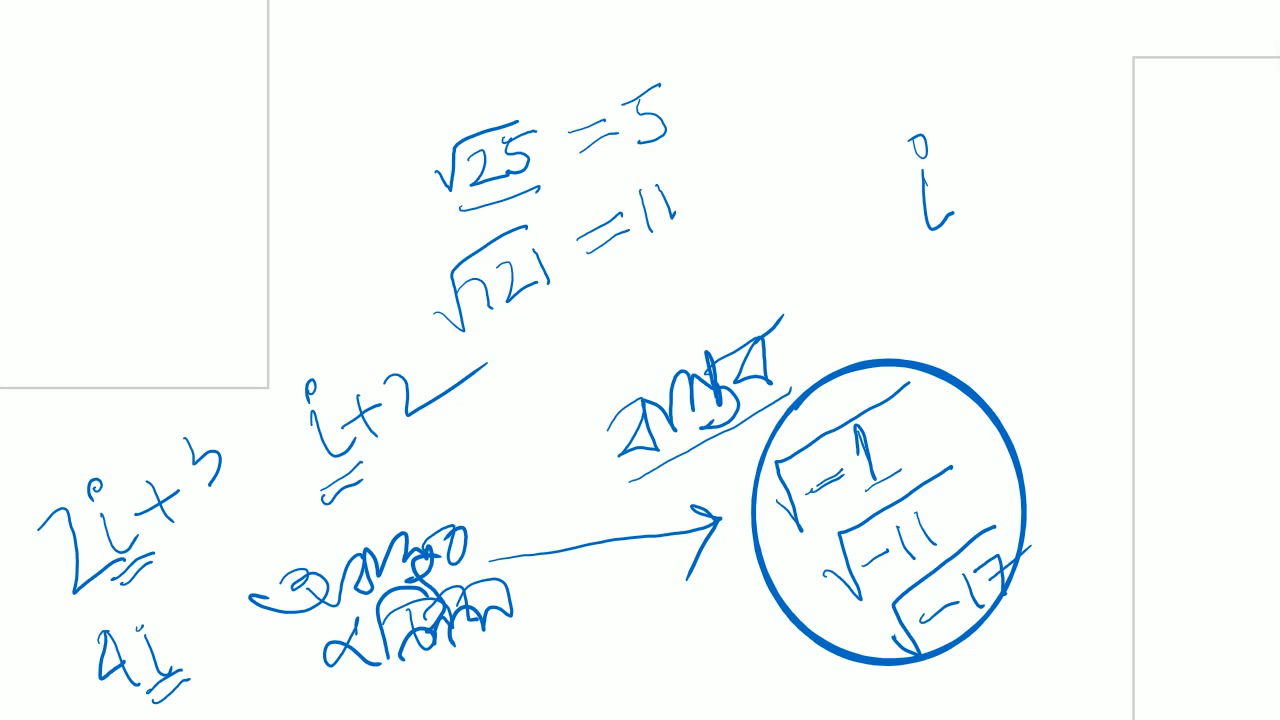 √25 = 5
√121 = 11
i
i+2
2i+3
4i
√-1
√-11
√-17